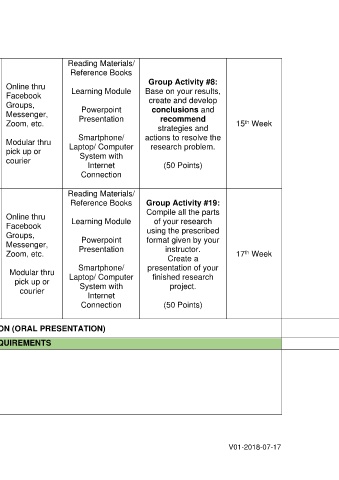 Online thru
Facebook
Groups,
Messenger,
Zoom, etc.
Modular thru
pick up or
courier
Reading Materials/
Reference Books
Learning Module
Powerpoint
Presentation
Smartphone/
Laptop/ Computer
System with
Internet
Connection
Group Activity #8:
Base on your results,
create and develop
conclusions and
recommend
strategies and
actions to resolve the
research problem.
(50 Points)
15th Week
Online thru
Facebook
Groups,
Messenger,
Zoom, etc.
Modular thru
pick up or
courier
Reading Materials/
Reference Books
Learning Module
Powerpoint
Presentation
Smartphone/
Laptop/ Computer
System with
Internet
Connection
Group Activity #19:
Compile all the parts
of your research
using the prescribed
format given by your
instructor.
Create a
presentation of your
finished research
project.
(50 Points)
17th Week
ON (ORAL PRESENTATION)
QUIREMENTS
V01-2018-07-17